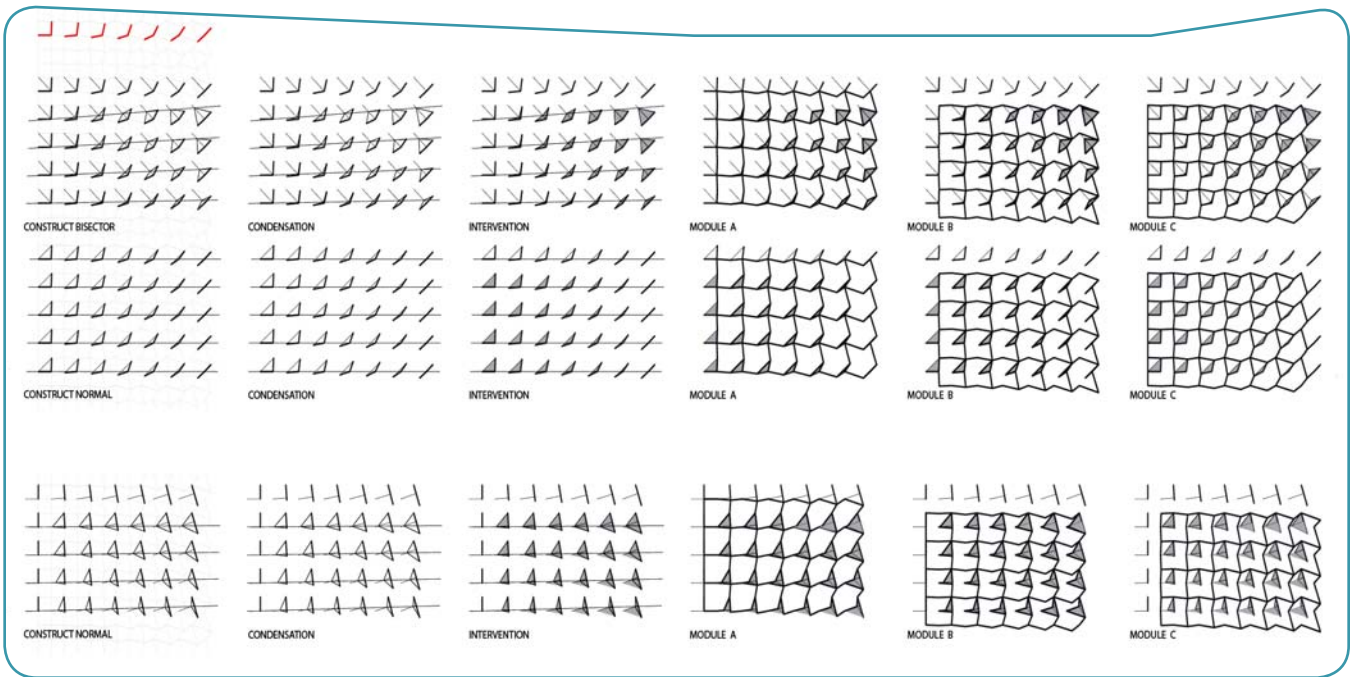 CONSTRUCT BISECTOR CONDENSATION INTERVENTION MODULE A MODULE B MODULE C
CONSTRUCT NORMAL CONDENSATION INTERVENTION MODULE A MODULE B MODULE C
CONSTRUCT NORMAL CONDENSATION INTERVENTION MODULE A MODULE B MODULE C